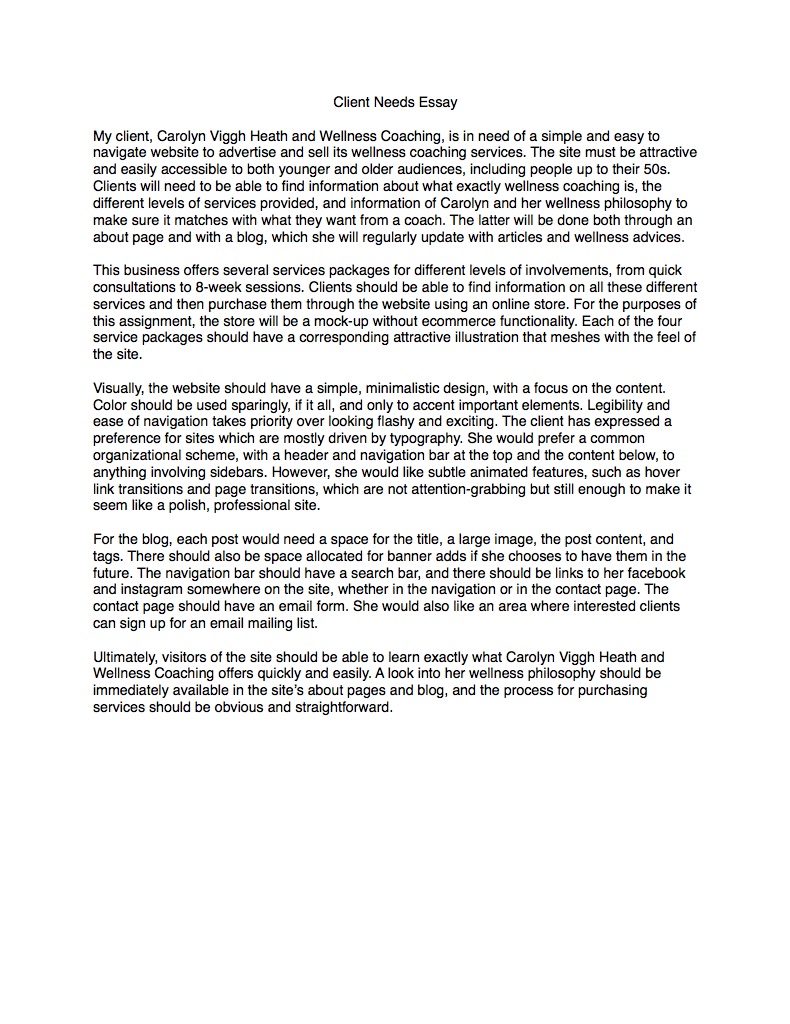 Client Needs Essay
My client, Carolyn Viggh Heath and Wellness Coaching, is in need of a simple and easy to
navigate website to advertise and sell its wellness coaching services. The site must be attractive
and easily accessible to both younger and older audiences, including people up to their 50s.
Clients will need to be able to find information about what exactly wellness coaching is, the
different levels of services provided, and information of Carolyn and her wellness philosophy to
make sure it matches with what they want from a coach. The latter will be done both through an
about page and with a blog, which she will regularly update with articles and wellness advices.
This business offers several services packages for different levels of involvements, from quick
consultations to 8-week sessions. Clients should be able to find information on all these different
services and then purchase them through the website using an online store. For the purposes of
this assignment, the store will be a mock-up without ecommerce functionality. Each of the four
service packages should have a corresponding attractive illustration that meshes with the feel of
the site.
Visually, the website should have a simple, minimalistic design, with a focus on the content.
Color should be used sparingly, if it all, and only to accent important elements. Legibility and
ease of navigation takes priority over looking flashy and exciting. The client has expressed a
preference for sites which are mostly driven by typography. She would prefer a common
organizational scheme, with a header and navigation bar at the top and the content below, to
anything involving sidebars. However, she would like subtle animated features, such as hover
link transitions and page transitions, which are not attention-grabbing but still enough to make it
seem like a polish, professional site.
For the blog, each post would need a space for the title, a large image, the post content, and
tags. There should also be space allocated for banner adds if she chooses to have them in the
future. The navigation bar should have a search bar, and there should be links to her facebook
and instagram somewhere on the site, whether in the navigation or in the contact page. The
contact page should have an email form. She would also like an area where interested clients
can sign up for an email mailing list.
Ultimately, visitors of the site should be able to learn exactly what Carolyn Viggh Heath and
Wellness Coaching offers quickly and easily. A look into her wellness philosophy should be
immediately available in the site's about pages and blog, and the process for purchasing
services should be obvious and straightforward.